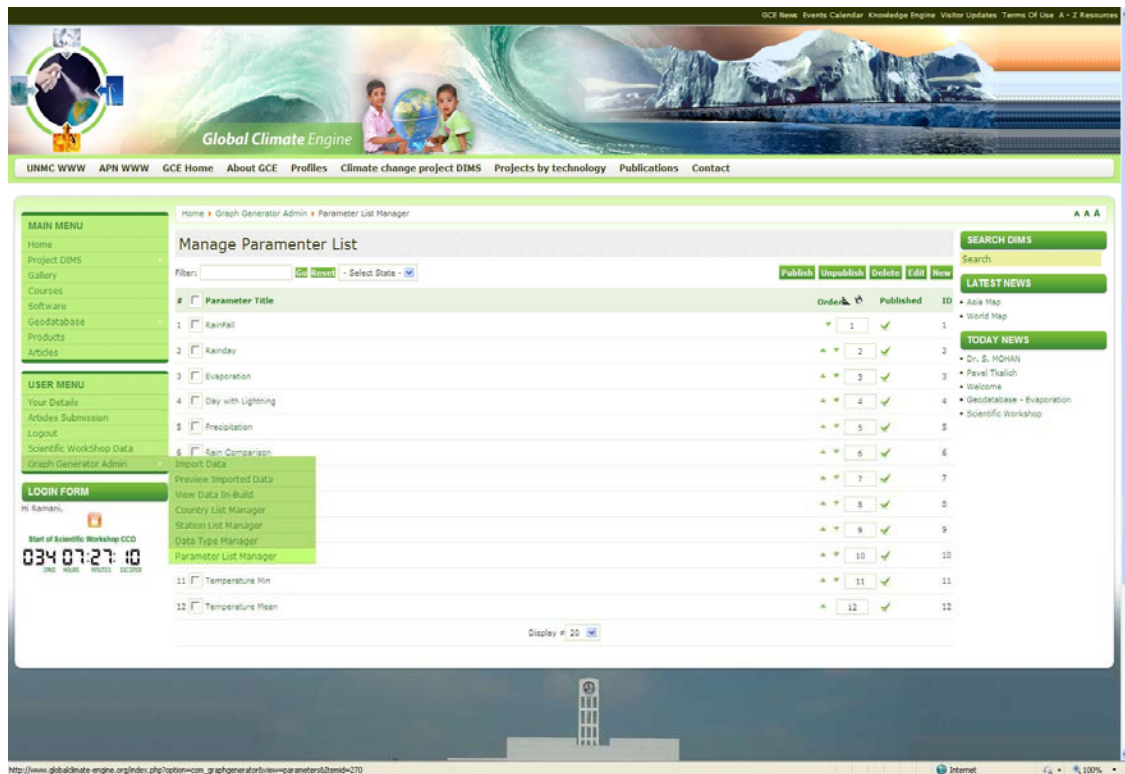 GCE News Events Calendar Knowledge Engine Visitor Updates Terms Of Use A - Z Resources
Global Climate Engine
UNMC WWW APN WWW GCE Home About GCE Profiles Climate change project DIMS Projects by technology Publications Contact
Home Graph Generator Admin Parameter List Manager
A A A
MAIN MENU
Home
Project DIMS
Gallery
Courses
Software
Geodatabase
Products
Articles
USER MENU
Your Details
Articles Submission
Logout
Scientific WorkShop Data
Graph Generator Admin
LOGIN FORM
Hi Ramani,
Start of Scientific Workshop CCD
034 07:27: 10
DAYS HOURS MINUTES SECONDS
Import Data
Preview Imported Data
View Data In-Build
Country List Manager
Station List Manager
Data Type Manager
Parameter List Manager
Manage Paramenter List
Filter: Go Reset - Select State -
Publish Unpublish Delete Edit New
# Parameter Title Order Published ID
1 RainFall 1 1
2 Rainday 2 2
3 Evaporation 3 3
4 Day with Lightning 4 4
5 Precipitation 5 5
6 Rain Comparison 6 6
7 7
8 8
9 9
10 10
11 Temperature Min 11 11
12 Temperature Mean 12 12
Display # 20
SEARCH DIMS
Search
LATEST NEWS
Asia Map
World Map
TODAY NEWS
Dr. S. MOHAN
Pavel Tkalich
Welcome
Geodatabase - Evaporation
Scientific Workshop
http://www.globalclimate-engine.org/index.php?option=com_graphgenerator&view=parameters&Itemid=270
Internet
100%